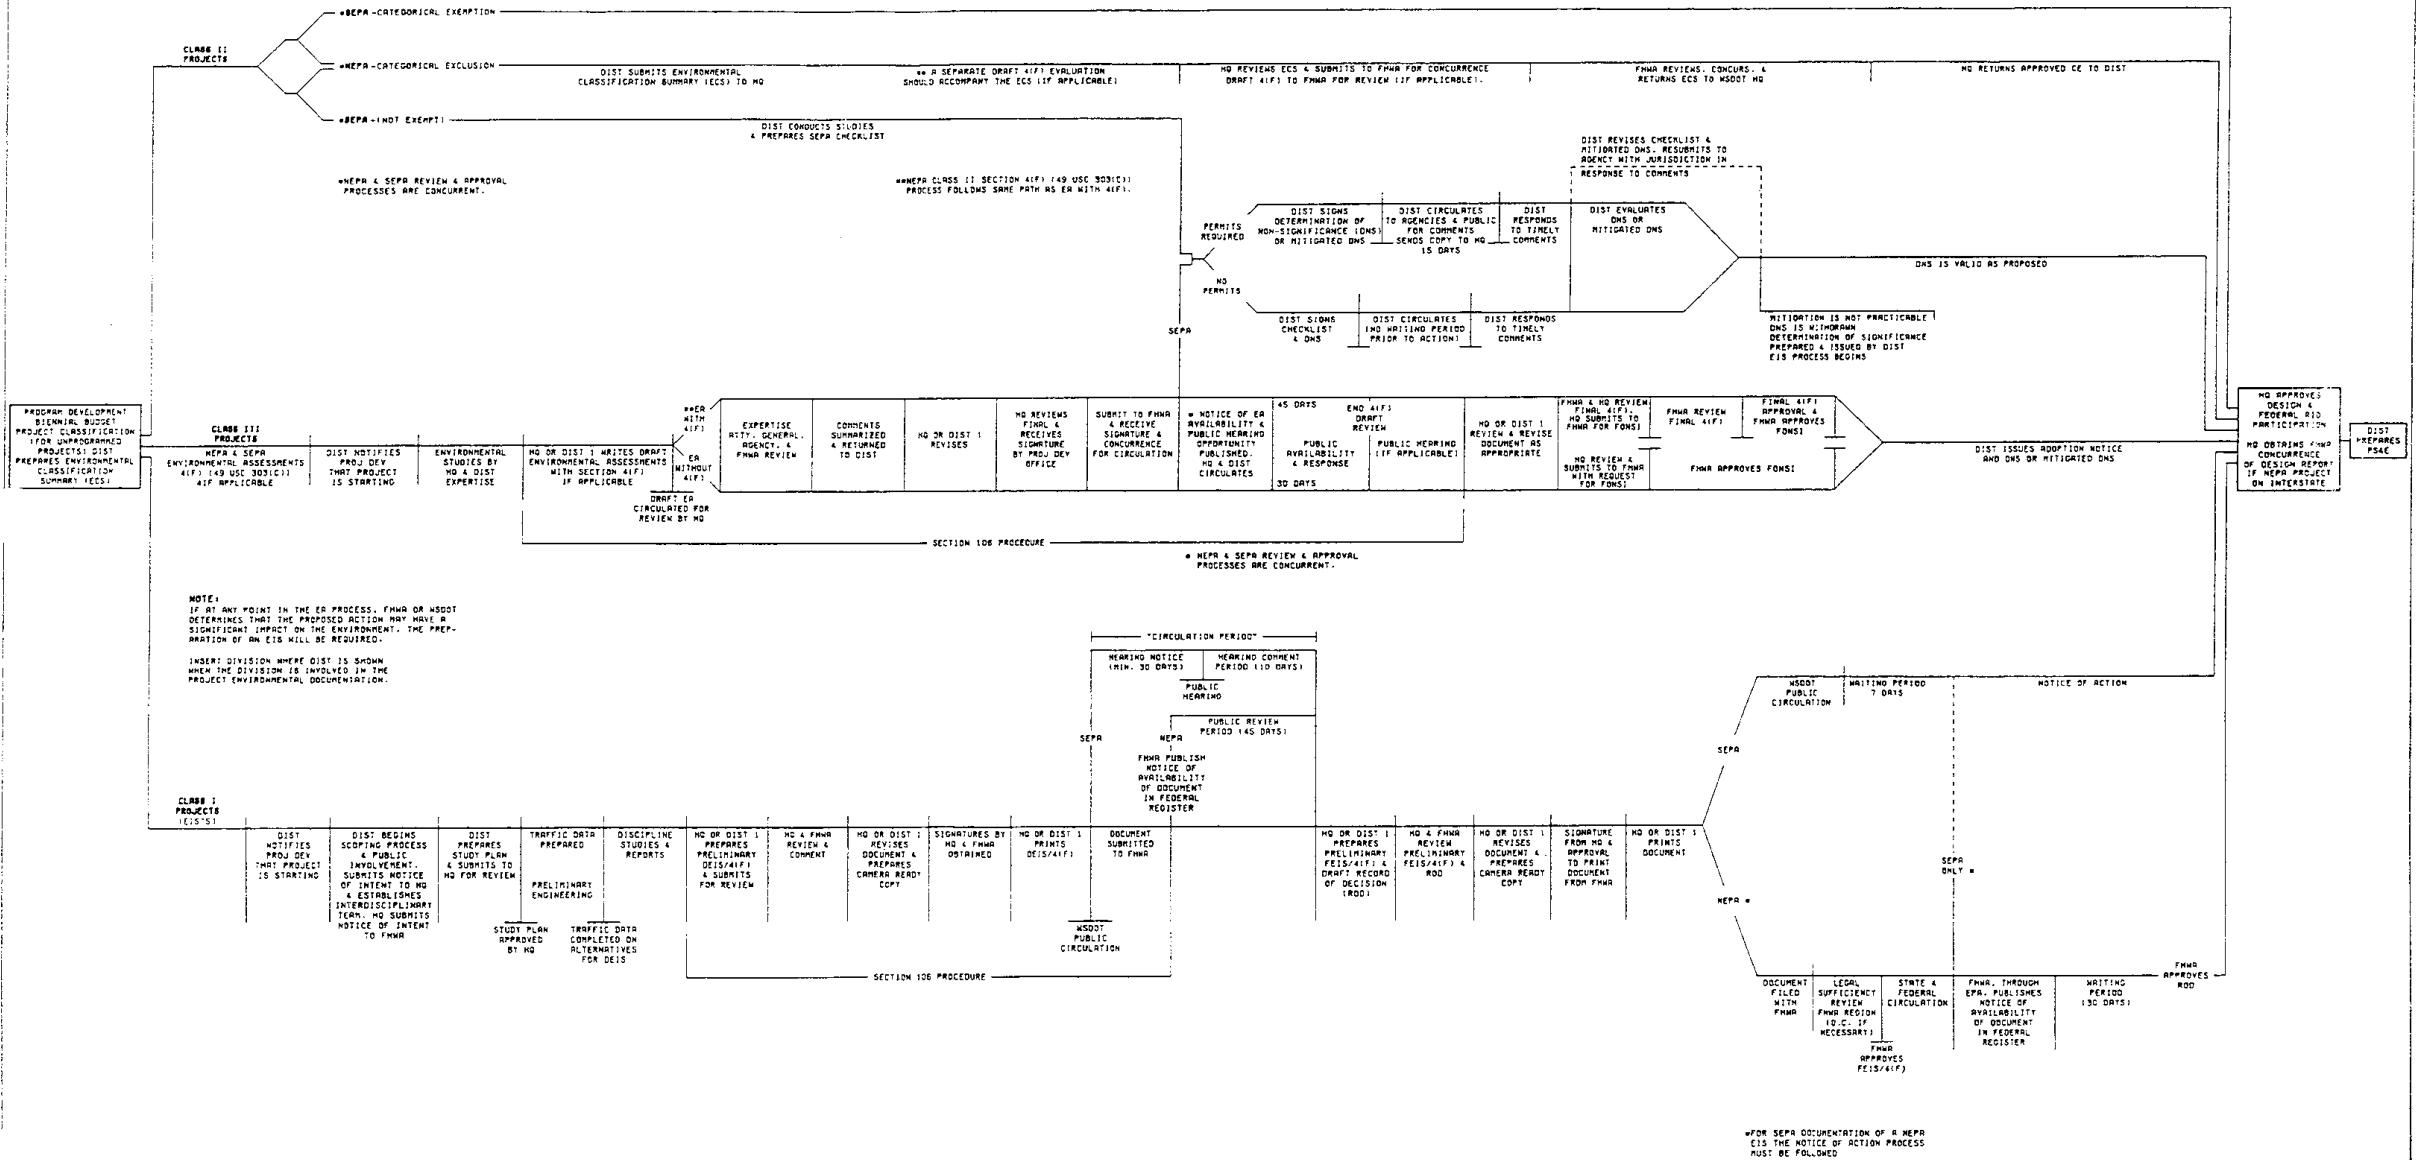 *SEPA-CATEGORICAL EXEMPTION
CLASS II
PROJECTS
*NEPA-CATEGORICAL EXCLUSION
DIST SUBMITS ENVIRONMENTAL
CLASSIFICATION SUMMARY (ECS) TO HQ
** A SEPARATE DRAFT 4(F) EVALUATION
SHOULD ACCOMPANY THE ECS (IF APPLICABLE)
HQ REVIEWS ECS & SUBMITS TO FHWA FOR CONCURRENCE
DRAFT 4(F) TO FHWA FOR REVIEW (IF APPLICABLE).
FHWA REVIEWS, CONCURS, &
RETURNS ECS TO WSDOT HQ
HQ RETURNS APPROVED CE TO DIST
*SEPA-(NOT EXEMPT)
DIST CONDUCTS STUDIES
& PREPARES SEPA CHECKLIST
*NEPA & SEPA REVIEW & APPROVAL
PROCESSES ARE CONCURRENT.
**NEPA CLASS II SECTION 4(F) (49 USC 303(C))
PROCESS FOLLOWS SAME PATH AS EA WITH 4(F).
DIST REVISES CHECKLIST &
MITIGATED DNS. RESUBMITS TO
AGENCY WITH JURISDICTION IN
RESPONSE TO COMMENTS
PERMITS
REQUIRED
DIST SIGNS
DETERMINATION OF
NON-SIGNIFICANCE (DNS)
OR MITIGATED DNS
DIST CIRCULATES
TO AGENCIES & PUBLIC
FOR COMMENTS
SENDS COPY TO HQ
15 DAYS
DIST
RESPONDS
TO TIMELY
COMMENTS
DIST EVALUATES
DNS OR
MITIGATED DNS
DNS IS VALID AS PROPOSED
NO
PERMITS
SEPA
DIST SIGNS
CHECKLIST
& DNS
DIST CIRCULATES
(NO WAITING PERIOD
PRIOR TO ACTION)
DIST RESPONDS
TO TIMELY
COMMENTS
MITIGATION IS NOT PRACTICABLE
DNS IS WITHDRAWN
DETERMINATION OF SIGNIFICANCE
PREPARED & ISSUED BY DIST
EIS PROCESS BEGINS
PROGRAM DEVELOPMENT
BIENNIAL BUDGET
PROJECT CLASSIFICATION
(FOR UNPROGRAMMED
PROJECTS) DIST
PREPARES ENVIRONMENTAL
CLASSIFICATION
SUMMARY (ECS)
CLASS III
PROJECTS
NEPA & SEPA
ENVIRONMENTAL ASSESSMENTS
4(F) (49 USC 303(C))
4IF APPLICABLE
DIST NOTIFIES
PROJ DEV
THAT PROJECT
IS STARTING
ENVIRONMENTAL
STUDIES BY
HQ & DIST
EXPERTISE
HQ OR DIST 1 WRITES DRAFT
ENVIRONMENTAL ASSESSMENTS
WITH SECTION 4(F)
IF APPLICABLE
**EA
WITH
4(F)
EA
WITHOUT
4(F)
DRAFT EA
CIRCULATED FOR
REVIEW BY HQ
EXPERTISE
ATTY. GENERAL,
AGENCY, &
FHWA REVIEW
COMMENTS
SUMMARIZED
& RETURNED
TO DIST
HQ OR DIST 1
REVISES
HQ REVIEWS
FINAL &
RECEIVES
SIGNATURE
BY PROJ DEV
OFFICE
SUBMIT TO FHWA
& RECEIVE
SIGNATURE &
CONCURRENCE
FOR CIRCULATION
* NOTICE OF EA
AVAILABILITY &
PUBLIC HEARING
OPPORTUNITY
PUBLISHED.
HQ & DIST
CIRCULATES
45 DAYS
END 4(F)
DRAFT
REVIEW
PUBLIC
AVAILABILITY
& RESPONSE
30 DAYS
PUBLIC HEARING
(IF APPLICABLE)
HQ OR DIST 1
REVIEW & REVISE
DOCUMENT AS
APPROPRIATE
FHWA & HQ REVIEW
FINAL 4(F).
HQ SUBMITS TO
FHWA FOR FONSI
HQ REVIEW &
SUBMITS TO FHWA
WITH REQUEST
FOR FONSI
FHWA REVIEW
FINAL 4(F)
FINAL 4(F)
APPROVAL &
FHWA APPROVES
FONSI
FHWA APPROVES FONSI
DIST ISSUES ADOPTION NOTICE
AND DNS OR MITIGATED DNS
HQ APPROVES
DESIGN &
FEDERAL AID
PARTICIPATION
HQ OBTAINS FHWA
CONCURRENCE
OF DESIGN REPORT
IF NEPA PROJECT
ON INTERSTATE
DIST
PREPARES
PS&E
SECTION 106 PROCEDURE
* NEPA & SEPA REVIEW & APPROVAL
PROCESSES ARE CONCURRENT.
NOTE:
IF AT ANY POINT IN THE EA PROCESS, FHWA OR WSDOT
DETERMINES THAT THE PROPOSED ACTION MAY HAVE A
SIGNIFICANT IMPACT ON THE ENVIRONMENT, THE PREP-
ARATION OF AN EIS WILL BE REQUIRED.
INSERT DIVISION WHERE DIST IS SHOWN
WHEN THE DIVISION IS INVOLVED IN THE
PROJECT ENVIRONMENTAL DOCUMENTATION.
"CIRCULATION PERIOD"
HEARING NOTICE
(MIN. 30 DAYS)
HEARING COMMENT
PERIOD (10 DAYS)
PUBLIC
HEARING
PUBLIC REVIEW
PERIOD (45 DAYS)
SEPA
NEPA
FHWA PUBLISH
NOTICE OF
AVAILABILITY
OF DOCUMENT
IN FEDERAL
REGISTER
CLASS I
PROJECTS
(EIS'S)
DIST
NOTIFIES
PROJ DEV
THAT PROJECT
IS STARTING
DIST BEGINS
SCOPING PROCESS
& PUBLIC
INVOLVEMENT.
SUBMITS NOTICE
OF INTENT TO HQ
& ESTABLISHES
INTERDISCIPLINARY
TEAM. HQ SUBMITS
NOTICE OF INTENT
TO FHWA
DIST
PREPARES
STUDY PLAN
& SUBMITS TO
HQ FOR REVIEW
STUDY PLAN
APPROVED
BY HQ
TRAFFIC DATA
PREPARED
PRELIMINARY
ENGINEERING
TRAFFIC DATA
COMPLETED ON
ALTERNATIVES
FOR DEIS
DISCIPLINE
STUDIES &
REPORTS
HQ OR DIST 1
PREPARES
PRELIMINARY
DEIS/4(F)
& SUBMITS
FOR REVIEW
HQ & FHWA
REVIEW &
COMMENT
HQ OR DIST 1
REVISES
DOCUMENT &
PREPARES
CAMERA READY
COPY
SIGNATURES BY
HQ & FHWA
OBTAINED
HQ OR DIST 1
PRINTS
DEIS/4(F)
DOCUMENT
SUBMITTED
TO FHWA
WSDOT
PUBLIC
CIRCULATION
SECTION 106 PROCEDURE
HQ OR DIST 1
PREPARES
PRELIMINARY
FEIS/4(F) &
DRAFT RECORD
OF DECISION
(ROD)
HQ & FHWA
REVIEW
PRELIMINARY
FEIS/4(F) &
ROD
HQ OR DIST 1
REVISES
DOCUMENT &
PREPARES
CAMERA READY
COPY
SIGNATURE
FROM HQ &
APPROVAL
TO PRINT
DOCUMENT
FROM FHWA
HQ OR DIST 1
PRINTS
DOCUMENT
SEPA
WSDOT
PUBLIC
CIRCULATION
WAITING PERIOD
7 DAYS
NOTICE OF ACTION
SEPA
ONLY *
NEPA *
DOCUMENT
FILED
WITH
FHWA
LEGAL
SUFFICIENCY
REVIEW
FHWA REGION
(D.C. IF
NECESSARY)
FHWA
APPROVES
FEIS/4(F)
STATE &
FEDERAL
CIRCULATION
FHWA, THROUGH
EPA, PUBLISHES
NOTICE OF
AVAILABILITY
OF DOCUMENT
IN FEDERAL
REGISTER
WAITING
PERIOD
(30 DAYS)
FHWA
APPROVES
ROD
*FOR SEPA DOCUMENTATION OF A NEPA
EIS THE NOTICE OF ACTION PROCESS
MUST BE FOLLOWED